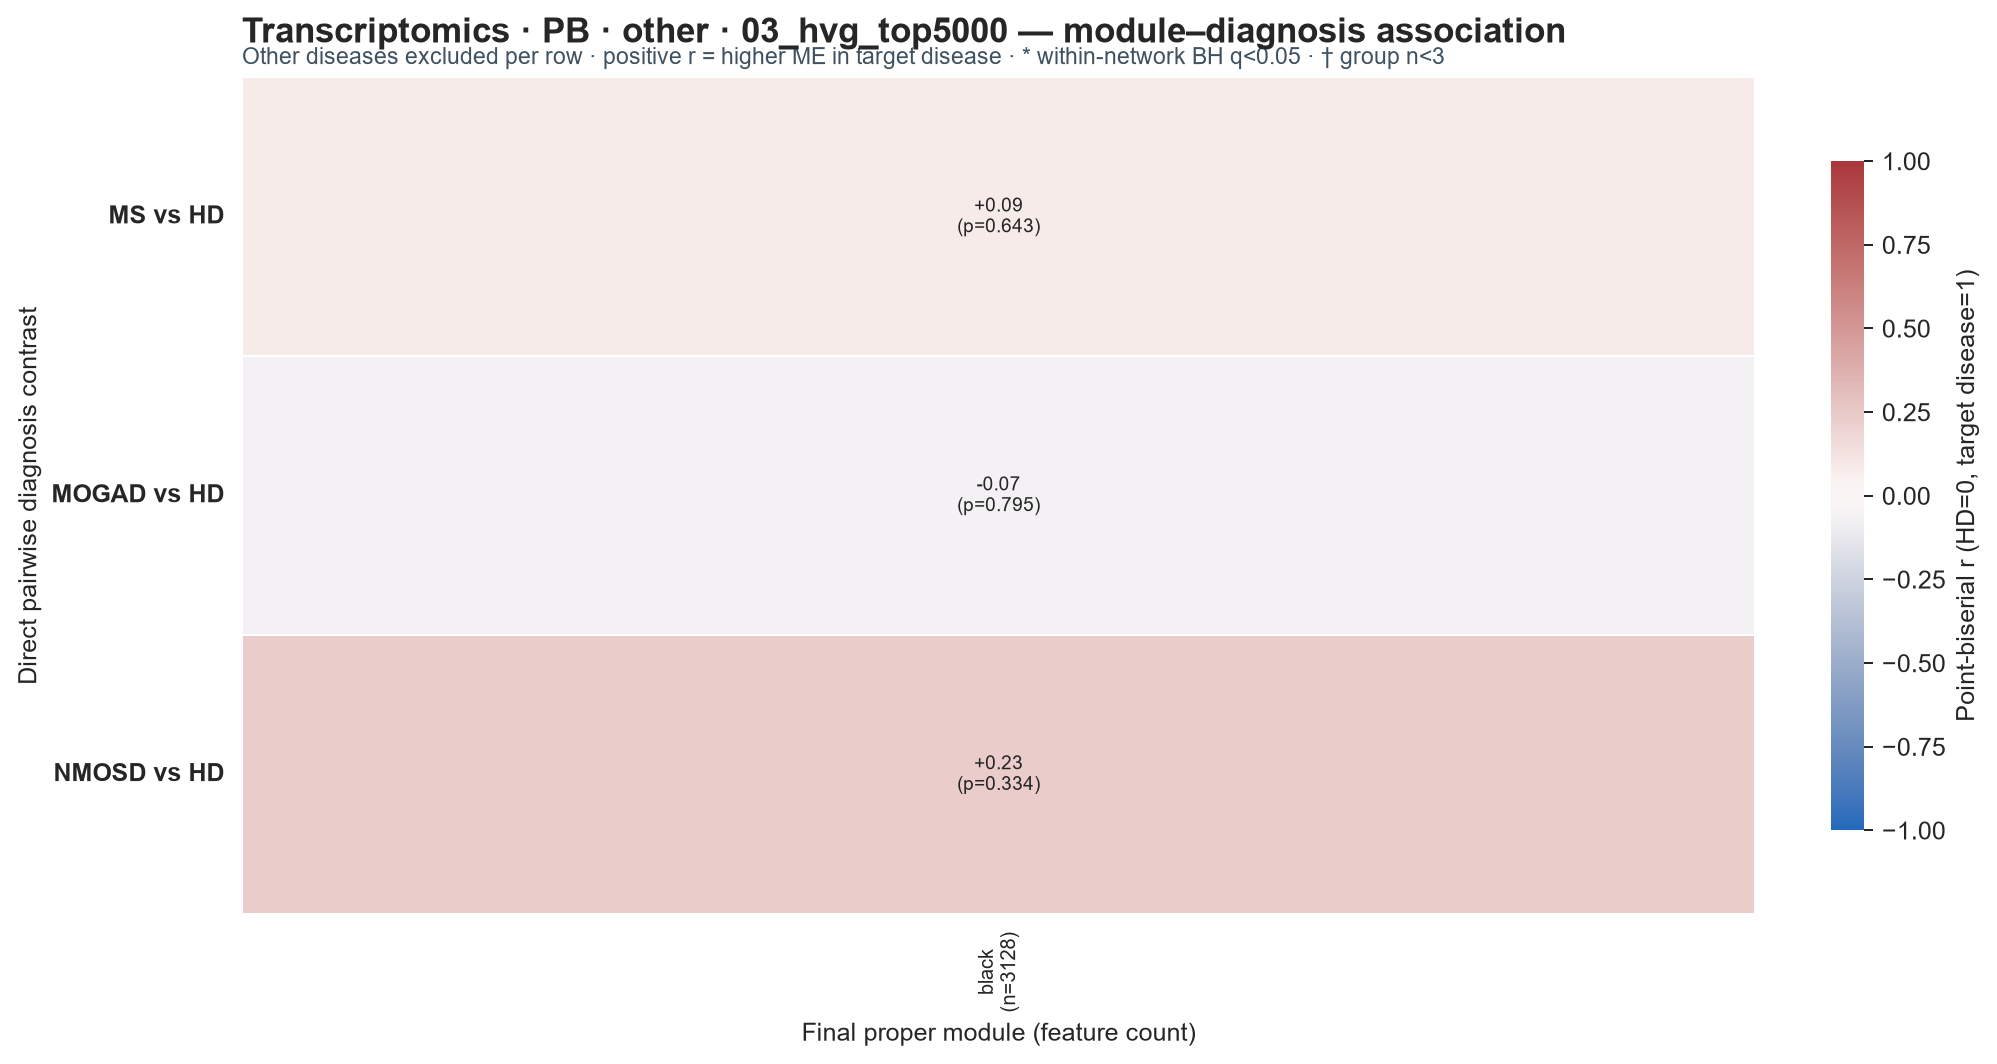 Transcriptomics · PB · other · 03_hvg_top5000 — module–diagnosis association
Other diseases excluded per row · positive r = higher ME in target disease · * within-network BH q<0.05 · † group n<3
Direct pairwise diagnosis contrast
MS vs HD
+0.09
(p=0.643)
MOGAD vs HD
-0.07
(p=0.795)
NMOSD vs HD
+0.23
(p=0.334)
black
(n=3128)
Final proper module (feature count)
1.00
0.75
0.50
0.25
0.00
−0.25
−0.50
−0.75
−1.00
Point-biserial r (HD=0, target disease=1)